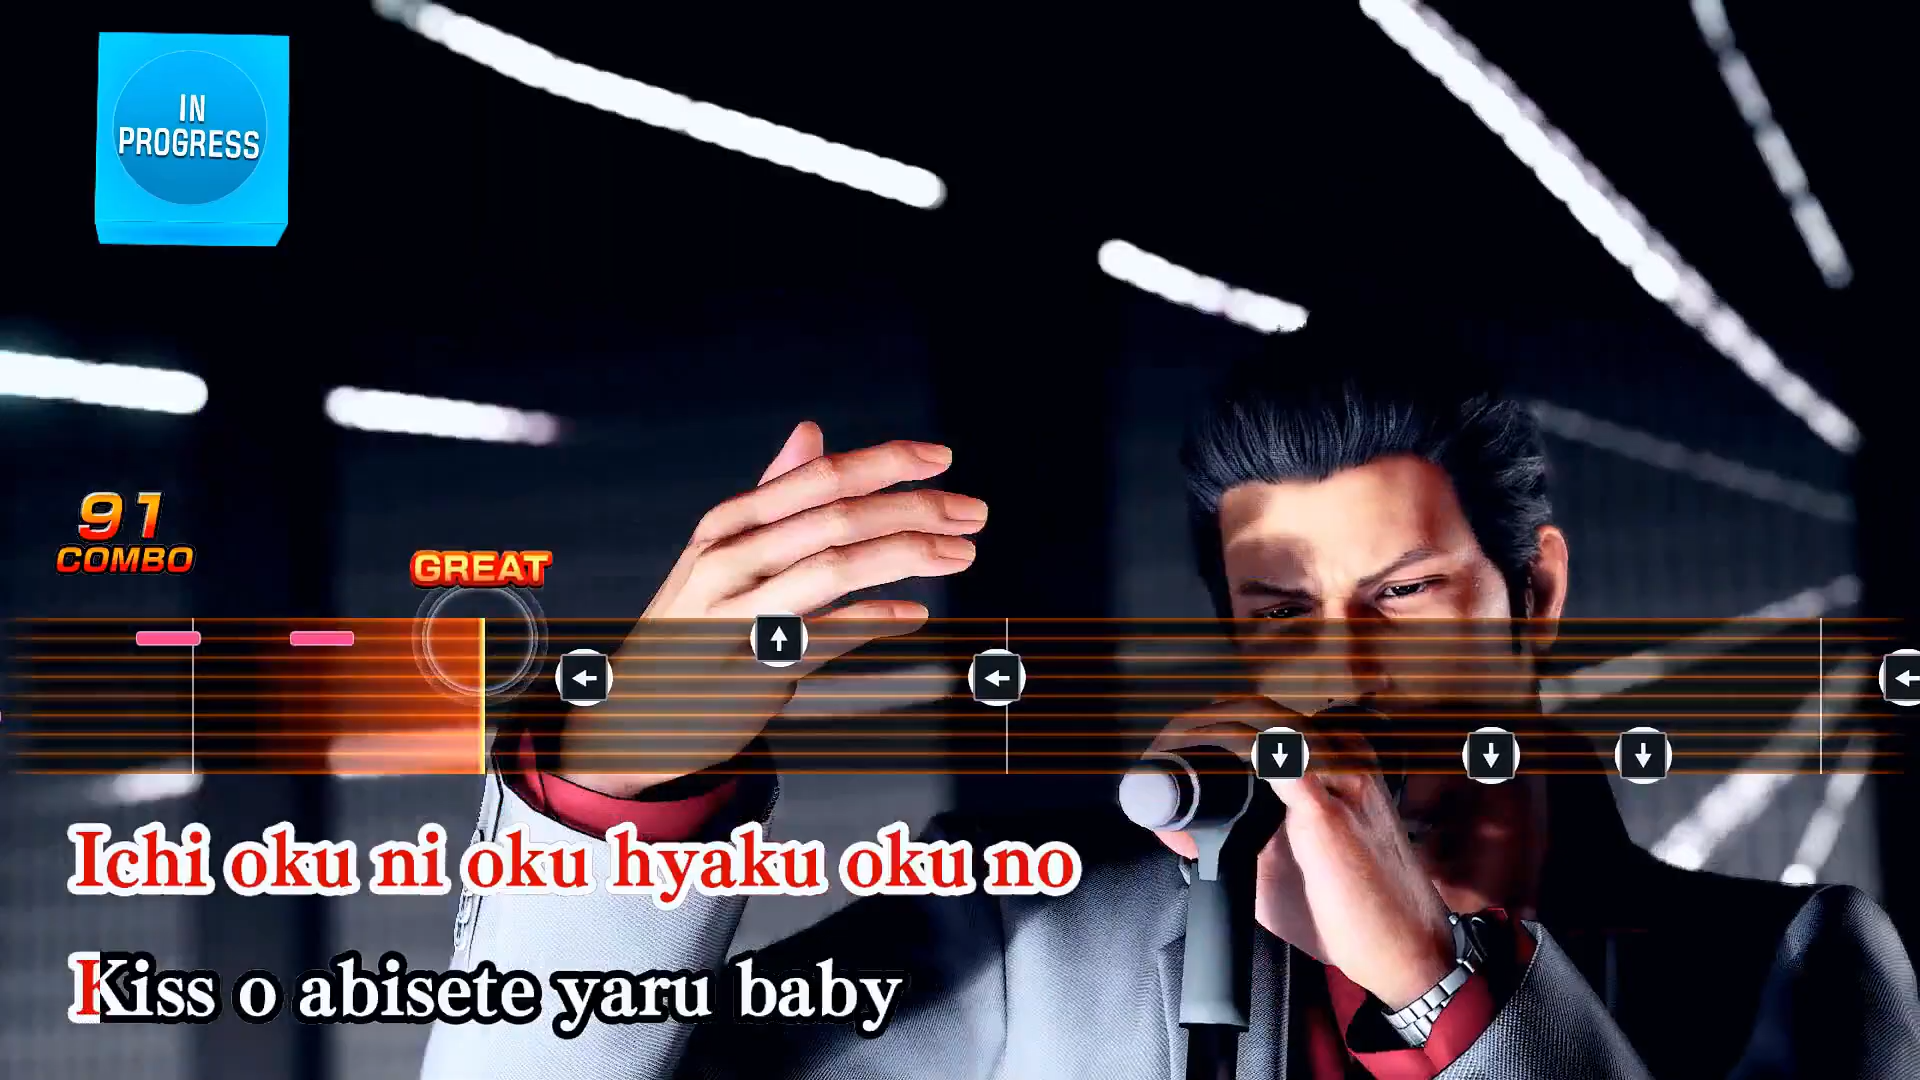 IN
PROGRESS
91
COMBO
GREAT
Ichi oku ni oku hyaku oku no
Kiss o abisete yaru baby